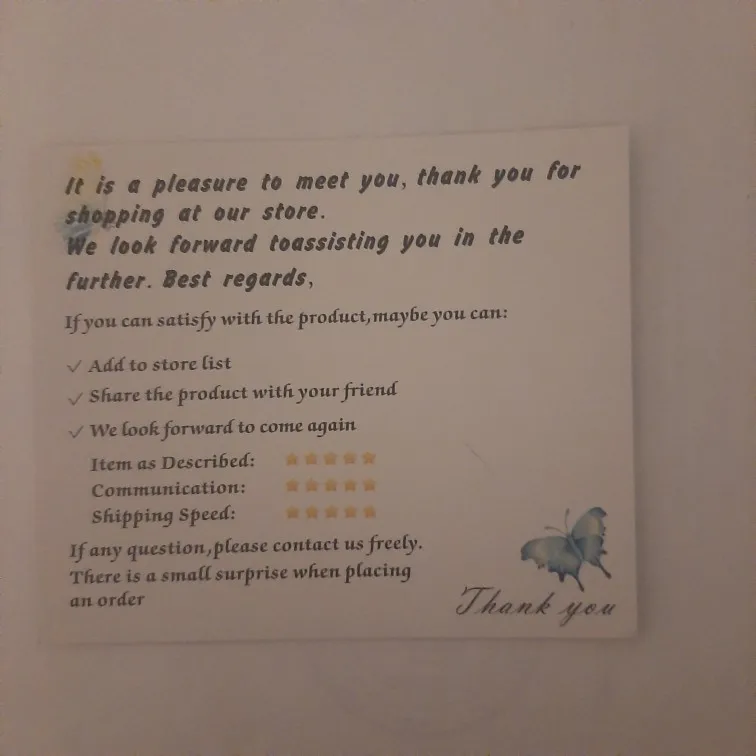 It is a pleasure to meet you, thank you for
shopping at our store.
We look forward toassisting you in the
further. Best regards,
If you can satisfy with the product,maybe you can:
✓ Add to store list
✓ Share the product with your friend
✓ We look forward to come again
Item as Described: ★★★★★
Communication: ★★★★★
Shipping Speed: ★★★★★
If any question,please contact us freely.
There is a small surprise when placing
an order
Thank you